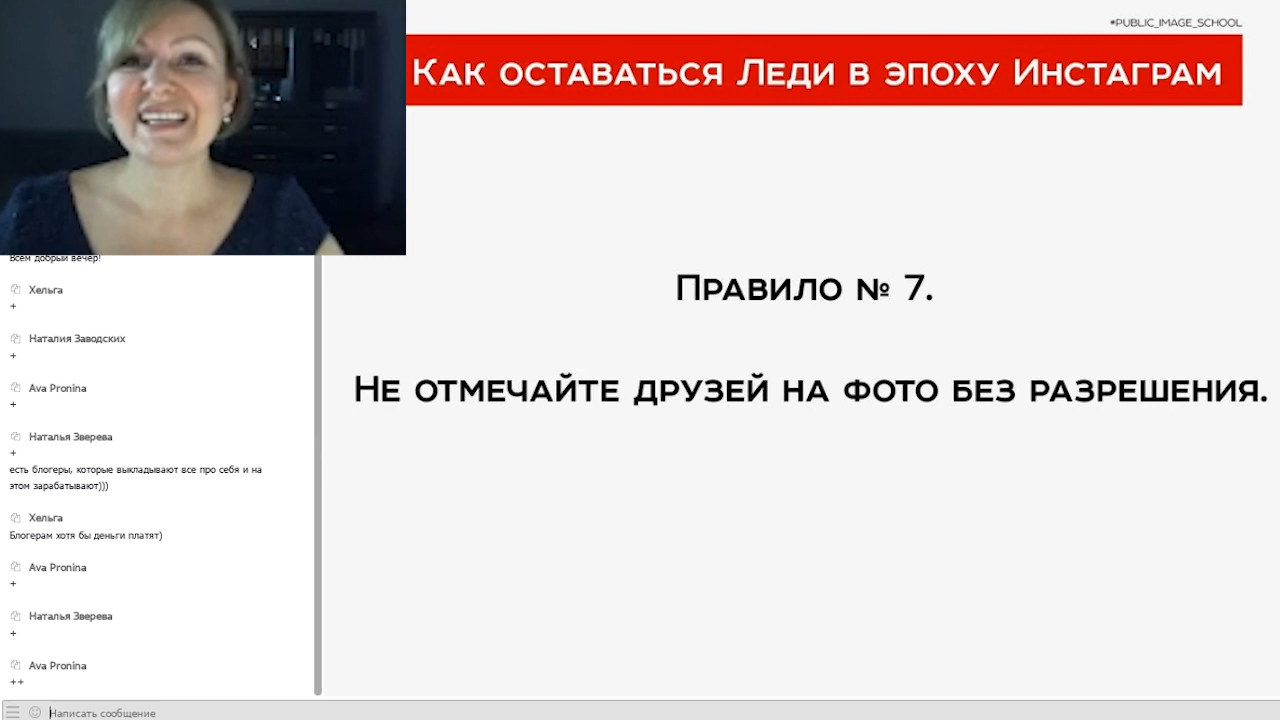 #PUBLIC_IMAGE_SCHOOL
Как оставаться Леди в эпоху Инстаграм
Правило № 7.
Не отмечайте друзей на фото без разрешения.
Всем добрый вечер!
Хельга
+
Наталия Заводских
+
Ava Pronina
+
Наталья Зверева
+
есть блогеры, которые выкладывают все про себя и на
этом зарабатывают)))
Хельга
Блогерам хотя бы деньги платят)
Ava Pronina
+
Наталья Зверева
+
Ava Pronina
++
Написать сообщение